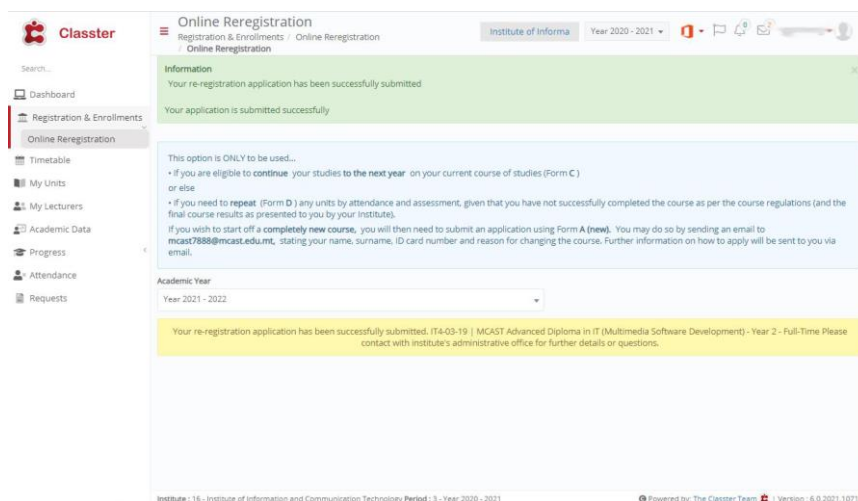 Classter
Online Reregistration
Registration & Enrollments / Online Reregistration
/ Online Reregistration
Institute of Informa
Year 2020 - 2021
0
2
Search...
Dashboard
Registration & Enrollments
Online Reregistration
Timetable
My Units
My Lecturers
Academic Data
Progress
Attendance
Requests
Information
Your re-registration application has been successfully submitted
Your application is submitted successfully
This option is ONLY to be used...
• If you are eligible to continue your studies to the next year on your current course of studies (Form C )
or else
• If you need to repeat (Form D ) any units by attendance and assessment, given that you have not successfully completed the course as per the course regulations (and the
final course results as presented to you by your Institute).
If you wish to start off a completely new course, you will then need to submit an application using Form A (new). You may do so by sending an email to
mcast7888@mcast.edu.mt, stating your name, surname, ID card number and reason for changing the course. Further information on how to apply will be sent to you via
email.
Academic Year
Year 2021 - 2022
Your re-registration application has been successfully submitted. IT4-03-19 | MCAST Advanced Diploma in IT (Multimedia Software Development) - Year 2 - Full-Time Please
contact with institute's administrative office for further details or questions.
Institute : 16 - Institute of Information and Communication Technology Period : 3 - Year 2020 - 2021
Powered by: The Classter Team | Version : 6.0.2021.1071